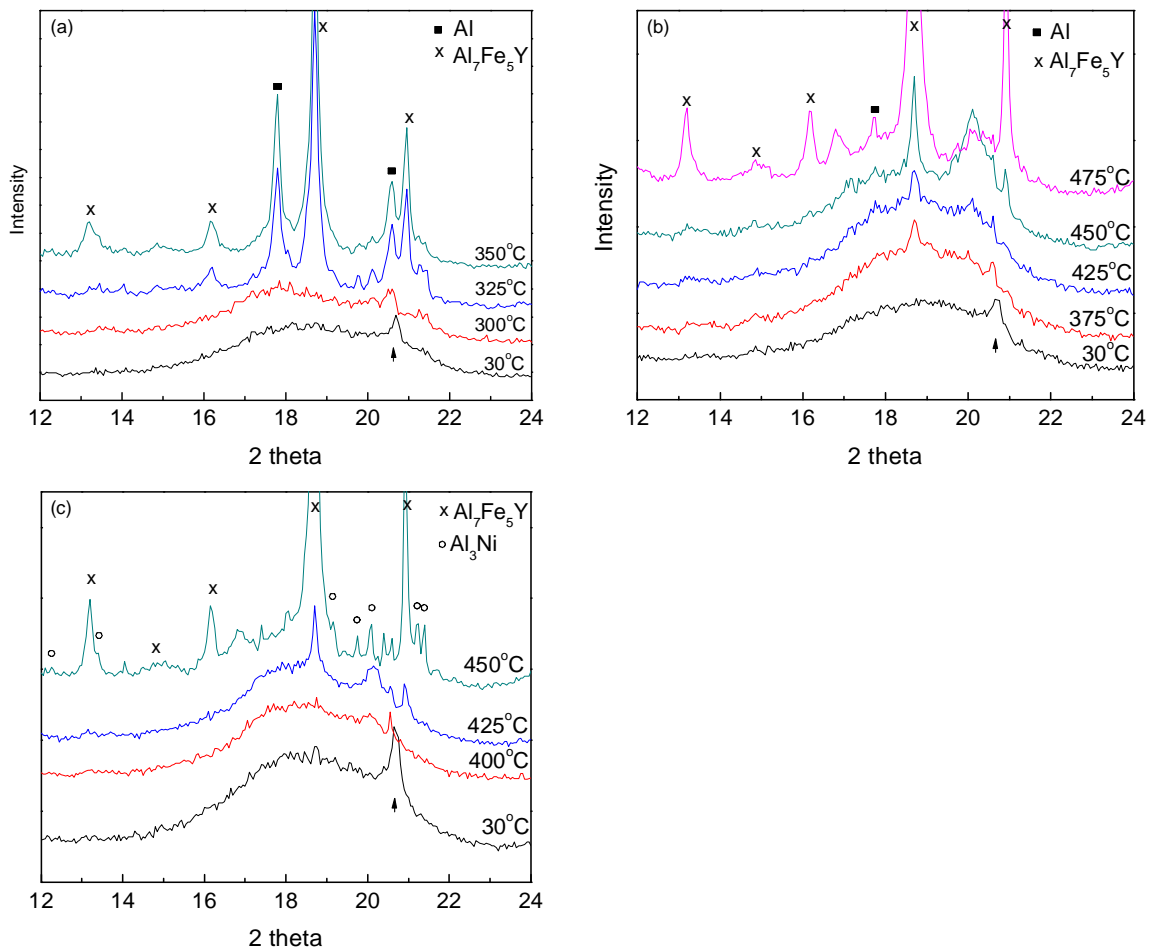 (a)
■ Al
x Al₇Fe₅Y
x
x
x
■
■
x
350°C
325°C
300°C
30°C
Intensity
12 14 16 18 20 22 24
2 theta
(b)
■ Al
x Al₇Fe₅Y
x
x
x
x
x
■
475°C
450°C
425°C
375°C
30°C
Intensity
12 14 16 18 20 22 24
2 theta
(c)
x Al₇Fe₅Y
o Al₃Ni
x
x
x
x
x
o
o
o
o
o
o
o
450°C
425°C
400°C
30°C
12 14 16 18 20 22 24
2 theta